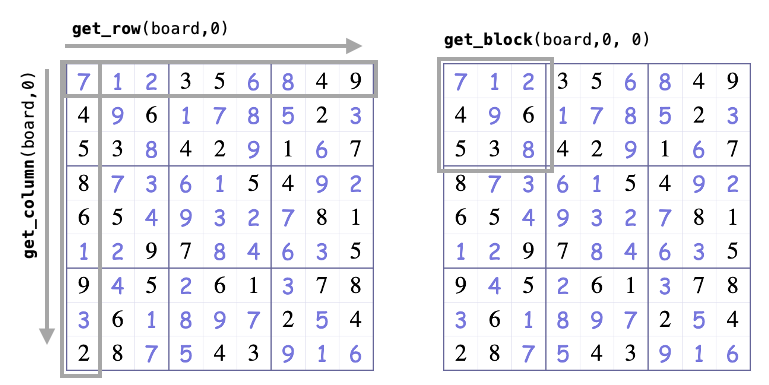 get_row(board,0)
get_column(board,0)
7 1 2 3 5 6 8 4 9
4 9 6 1 7 8 5 2 3
5 3 8 4 2 9 1 6 7
8 7 3 6 1 5 4 9 2
6 5 4 9 3 2 7 8 1
1 2 9 7 8 4 6 3 5
9 4 5 2 6 1 3 7 8
3 6 1 8 9 7 2 5 4
2 8 7 5 4 3 9 1 6
get_block(board,0, 0)
7 1 2 3 5 6 8 4 9
4 9 6 1 7 8 5 2 3
5 3 8 4 2 9 1 6 7
8 7 3 6 1 5 4 9 2
6 5 4 9 3 2 7 8 1
1 2 9 7 8 4 6 3 5
9 4 5 2 6 1 3 7 8
3 6 1 8 9 7 2 5 4
2 8 7 5 4 3 9 1 6